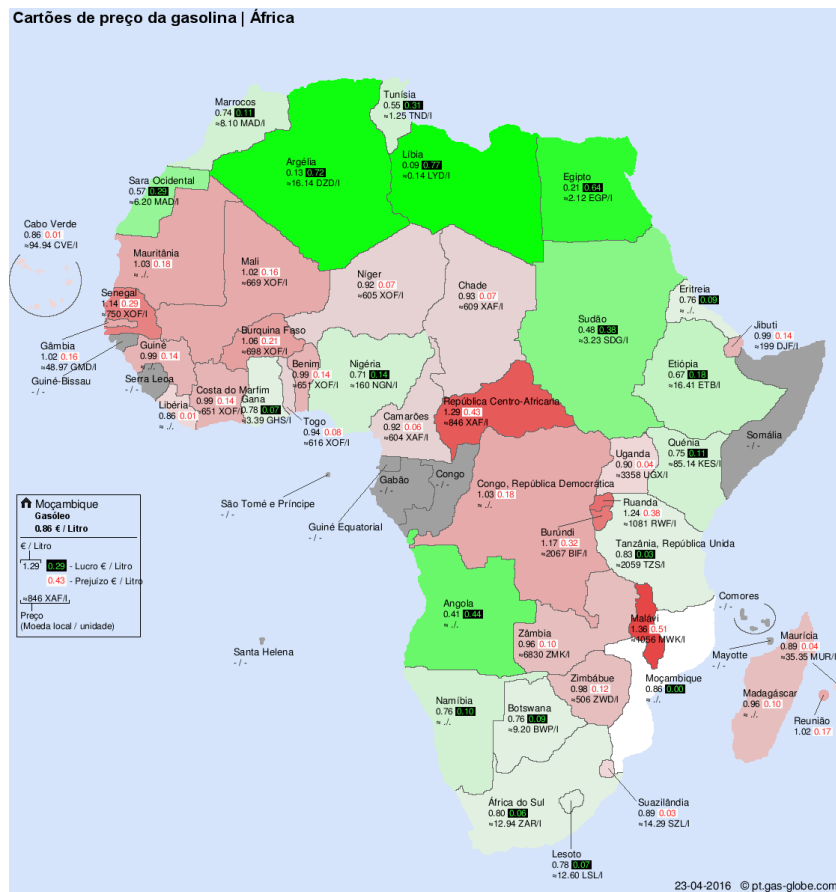 Cartões de preço da gasolina | África
Marrocos
0.74 0.11
≈8.10 MAD/l
Tunísia
0.55 0.31
≈1.25 TND/l
Argélia
0.13 0.72
≈16.14 DZD/l
Líbia
0.09 0.77
≈0.14 LYD/l
Egipto
0.21 0.64
≈2.12 EGP/l
Sara Ocidental
0.57 0.29
≈6.20 MAD/l
Cabo Verde
0.86 0.01
≈94.94 CVE/l
Mauritânia
1.03 0.18
≈ ./.
Mali
1.02 0.16
≈669 XOF/l
Níger
0.92 0.07
≈605 XOF/l
Chade
0.93 0.07
≈609 XAF/l
Sudão
0.48 0.38
≈3.23 SDG/l
Eritreia
0.76 0.09
≈ ./.
Jibuti
0.99 0.14
≈199 DJF/l
Senegal
1.14 0.29
≈750 XOF/l
Gâmbia
1.02 0.16
≈48.97 GMD/l
Guiné-Bissau
- / -
Guiné
0.99 0.14
≈ ./.
Serra Leoa
- / -
Libéria
0.86 0.01
≈ ./.
Costa do Marfim
0.99 0.14
≈651 XOF/l
Burquina Faso
1.06 0.21
≈698 XOF/l
Gana
0.78 0.07
≈3.39 GHS/l
Togo
0.94 0.08
≈616 XOF/l
Benim
0.99 0.14
≈651 XOF/l
Nigéria
0.71 0.14
≈160 NGN/l
Camarões
0.92 0.06
≈604 XAF/l
República Centro-Africana
1.29 0.43
≈846 XAF/l
Etiópia
0.67 0.18
≈16.41 ETB/l
Somália
- / -
Quénia
0.75 0.11
≈85.14 KES/l
Uganda
0.90 0.04
≈3358 UGX/l
Ruanda
1.24 0.38
≈1081 RWF/l
Burúndi
1.17 0.32
≈2067 BIF/l
Tanzânia, República Unida
0.83 0.03
≈2059 TZS/l
Congo, República Democrática
1.03 0.18
≈ ./.
Congo
- / -
Gabão
- / -
Guiné Equatorial
- / -
São Tomé e Príncipe
- / -
Santa Helena
- / -
Angola
0.41 0.44
≈ ./.
Zâmbia
0.96 0.10
≈6830 ZMK/l
Malávi
1.36 0.51
≈1056 MWK/l
Comores
- / -
Mayotte
- / -
Maurícia
0.89 0.04
≈35.35 MUR/l
Moçambique
0.86 0.00
≈ ./.
Madagáscar
0.96 0.10
≈ ./.
Reunião
1.02 0.17
Zimbábue
0.98 0.12
≈506 ZWD/l
Namíbia
0.76 0.10
≈ ./.
Botswana
0.76 0.09
≈9.20 BWP/l
África do Sul
0.80 0.06
≈12.94 ZAR/l
Suazilândia
0.89 0.03
≈14.29 SZL/l
Lesoto
0.78 0.07
≈12.60 LSL/l
Moçambique
Gasóleo
0.86 € / Litro
€ / Litro
1.29 0.29 - Lucro € / Litro
0.43 - Prejuízo € / Litro
≈846 XAF/l
Preço
(Moeda local / unidade)
23-04-2016 © pt.gas-globe.com